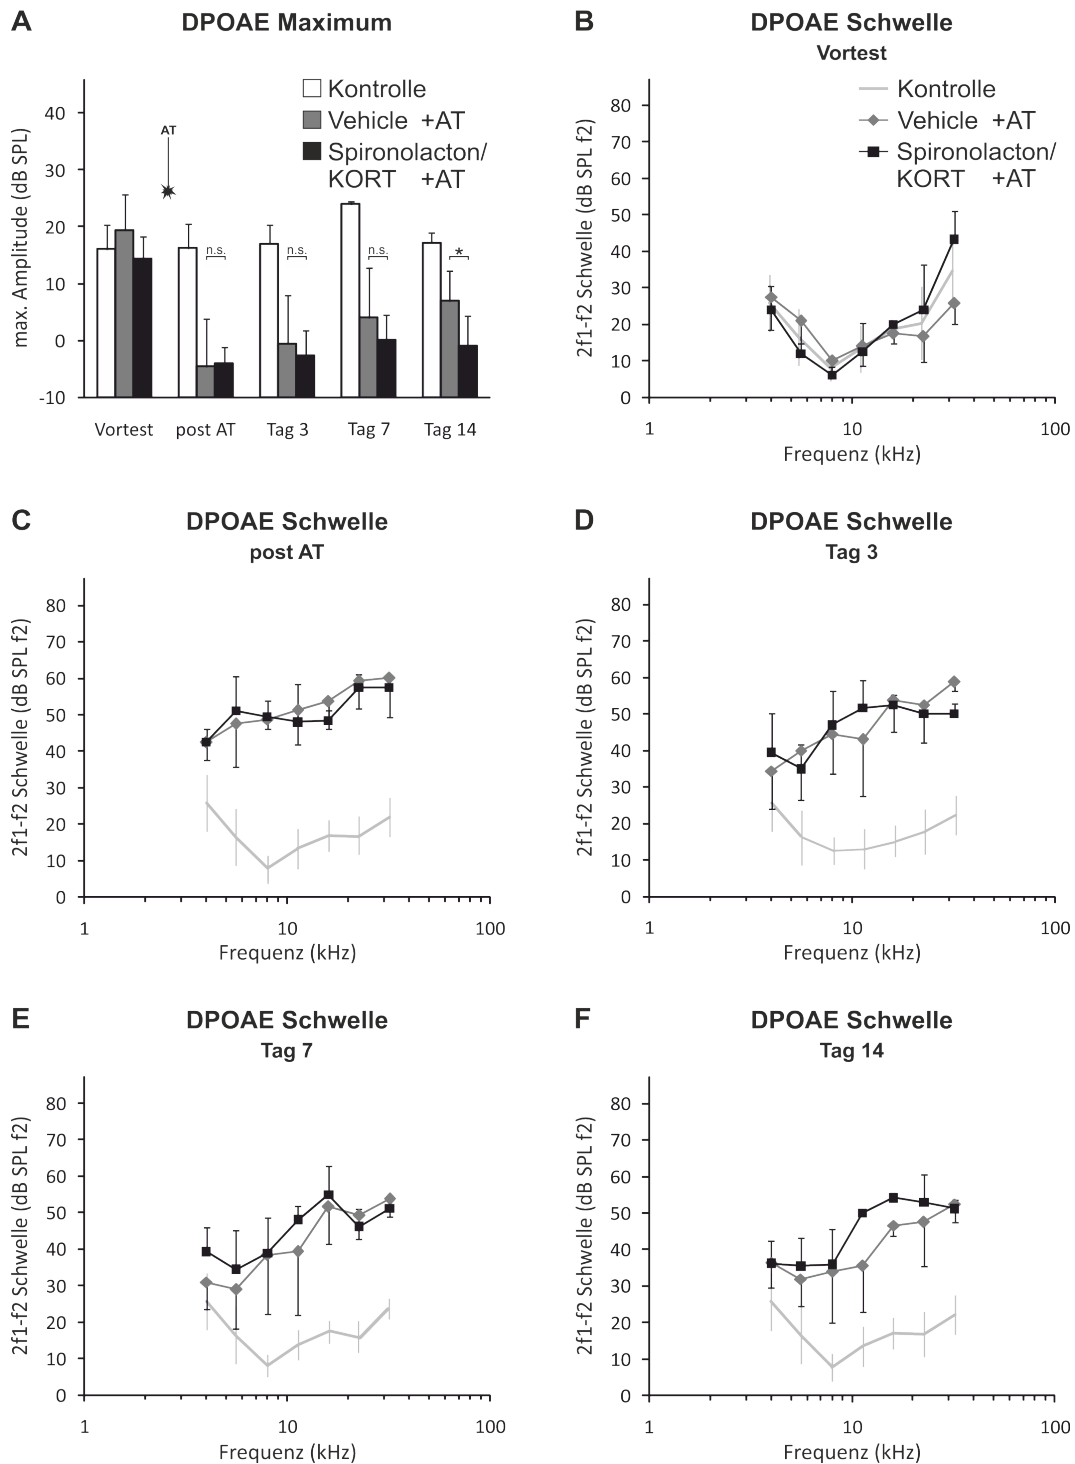 A DPOAE Maximum
Kontrolle
Vehicle +AT
Spironolacton/
KORT +AT
max. Amplitude (dB SPL)
40
30
20
10
0
-10
AT
n.s.
n.s.
n.s.
*
Vortest post AT Tag 3 Tag 7 Tag 14
B DPOAE Schwelle
Vortest
Kontrolle
Vehicle +AT
Spironolacton/
KORT +AT
2f1-f2 Schwelle (dB SPL f2)
80
70
60
50
40
30
20
10
0
1 10 100
Frequenz (kHz)
C DPOAE Schwelle
post AT
2f1-f2 Schwelle (dB SPL f2)
80
70
60
50
40
30
20
10
0
1 10 100
Frequenz (kHz)
D DPOAE Schwelle
Tag 3
2f1-f2 Schwelle (dB SPL f2)
80
70
60
50
40
30
20
10
0
1 10 100
Frequenz (kHz)
E DPOAE Schwelle
Tag 7
2f1-f2 Schwelle (dB SPL f2)
80
70
60
50
40
30
20
10
0
1 10 100
Frequenz (kHz)
F DPOAE Schwelle
Tag 14
2f1-f2 Schwelle (dB SPL f2)
80
70
60
50
40
30
20
10
0
1 10 100
Frequenz (kHz)